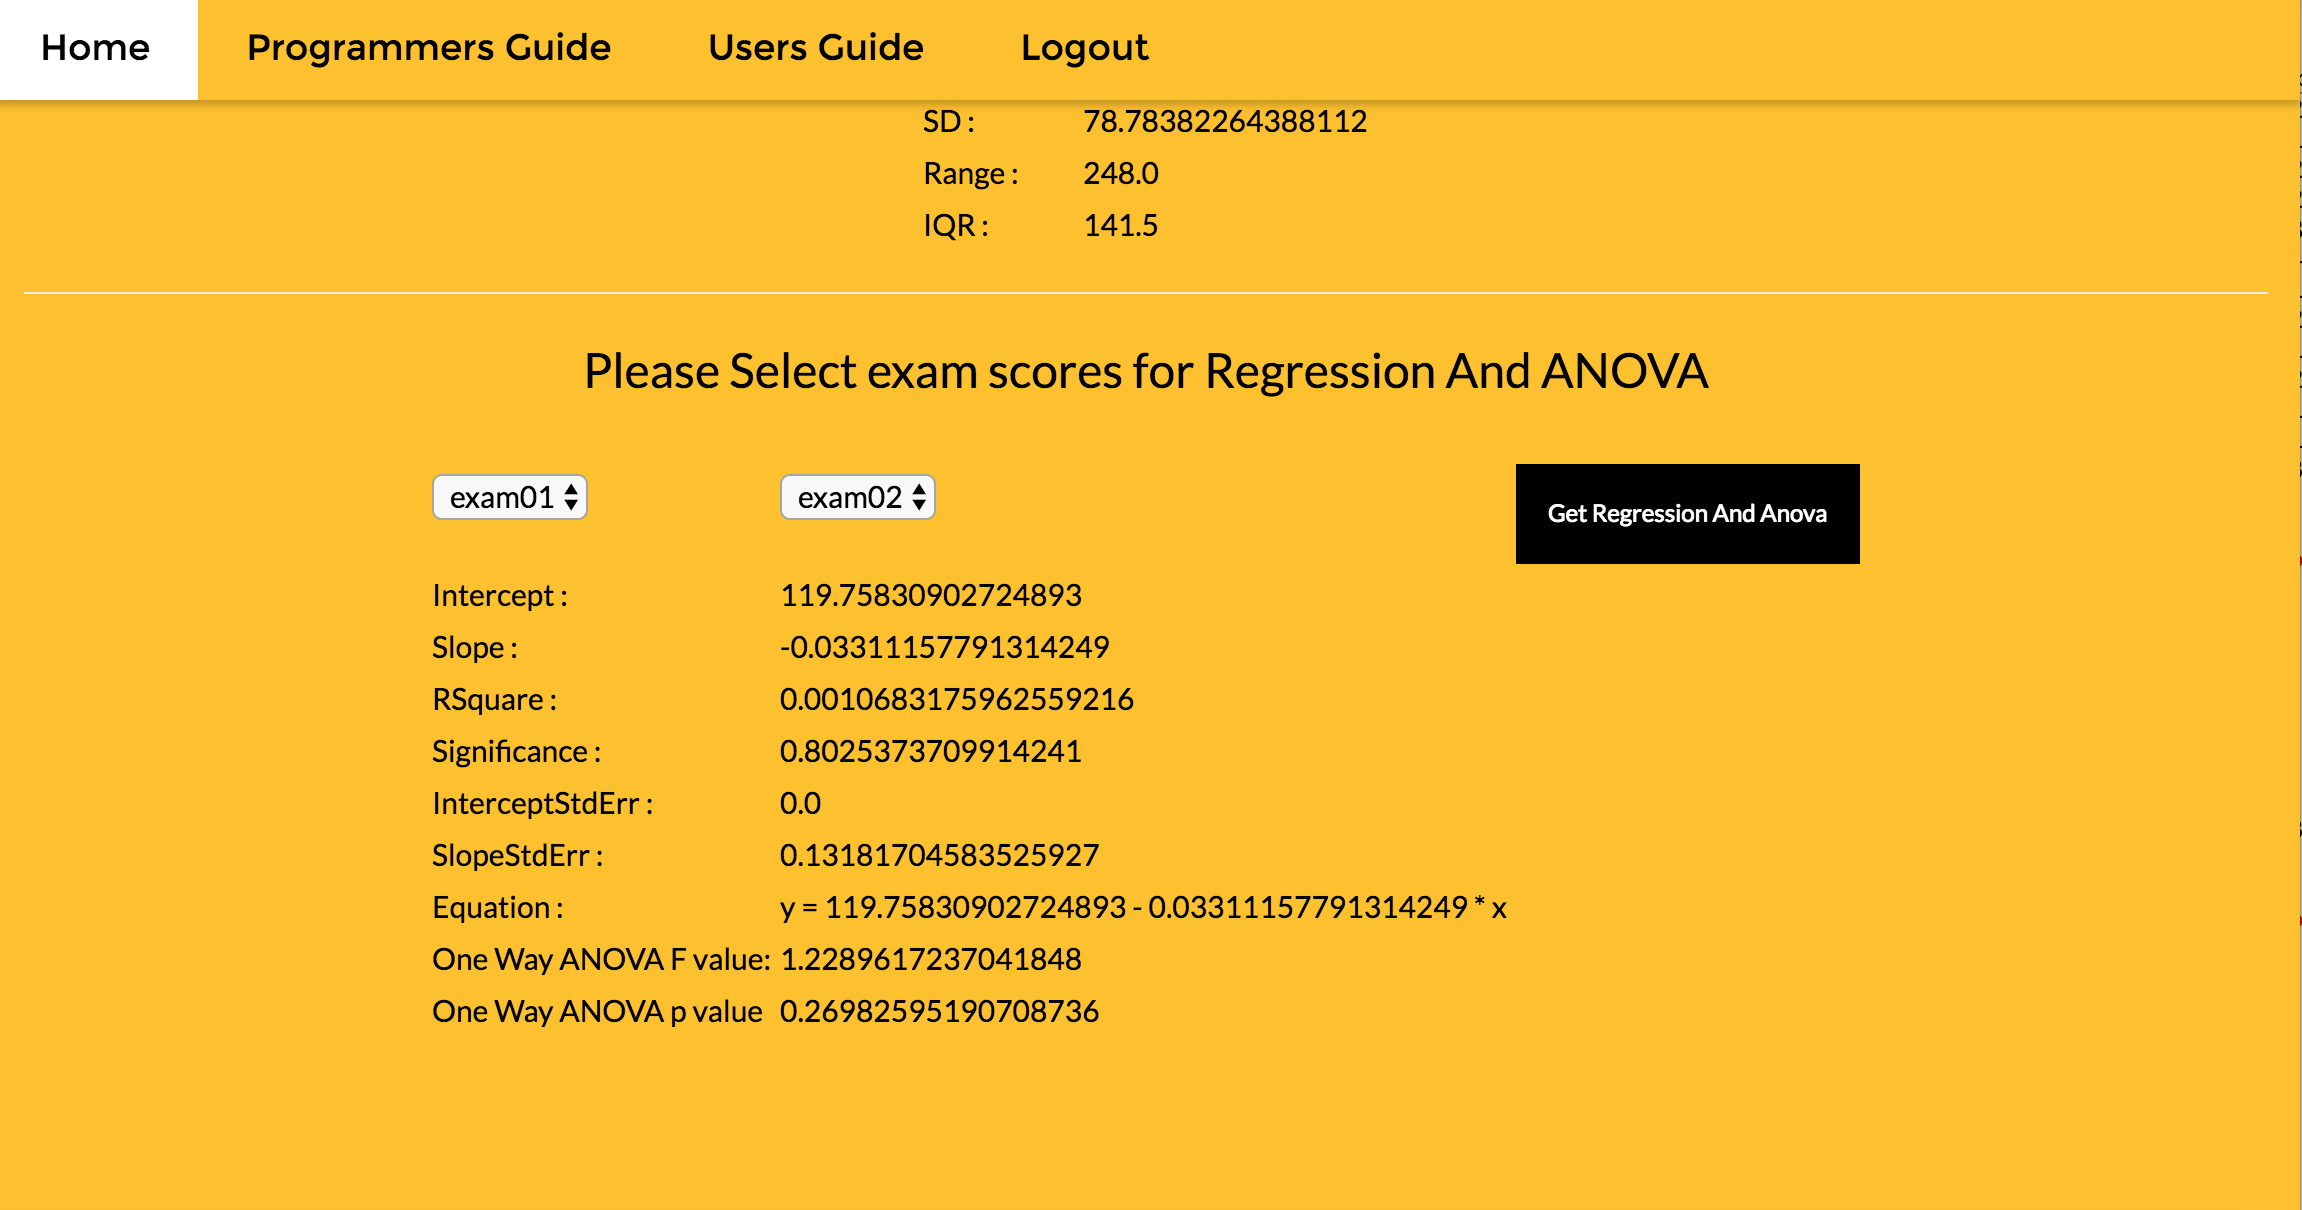 Home Programmers Guide Users Guide Logout
SD : 78.78382264388112
Range : 248.0
IQR : 141.5
Please Select exam scores for Regression And ANOVA
exam01 exam02 Get Regression And Anova
Intercept : 119.75830902724893
Slope : -0.03311157791314249
RSquare : 0.0010683175962559216
Significance : 0.8025373709914241
InterceptStdErr : 0.0
SlopeStdErr : 0.13181704583525927
Equation : y = 119.75830902724893 - 0.03311157791314249 * x
One Way ANOVA F value: 1.2289617237041848
One Way ANOVA p value 0.26982595190708736